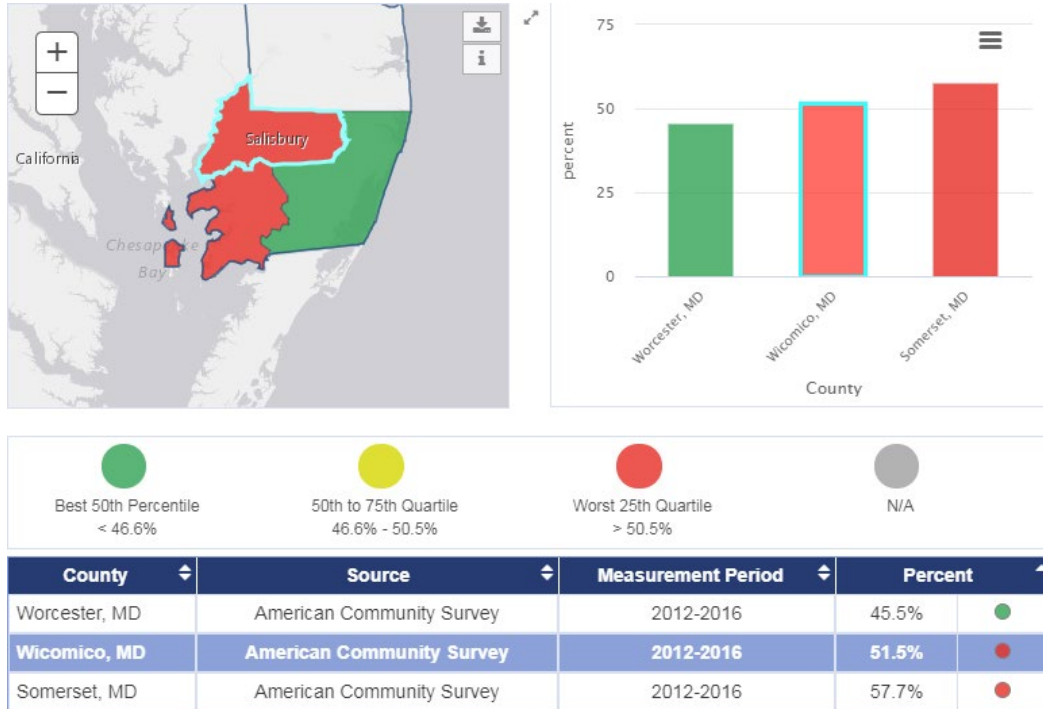 +
−
i
Salisbury
California
Chesapeake
Bay
75
50
25
0
percent
Worcester, MD
Wicomico, MD
Somerset, MD
County
Best 50th Percentile
< 46.6%
50th to 75th Quartile
46.6% - 50.5%
Worst 25th Quartile
> 50.5%
N/A
County Source Measurement Period Percent
Worcester, MD American Community Survey 2012-2016 45.5%
Wicomico, MD American Community Survey 2012-2016 51.5%
Somerset, MD American Community Survey 2012-2016 57.7%